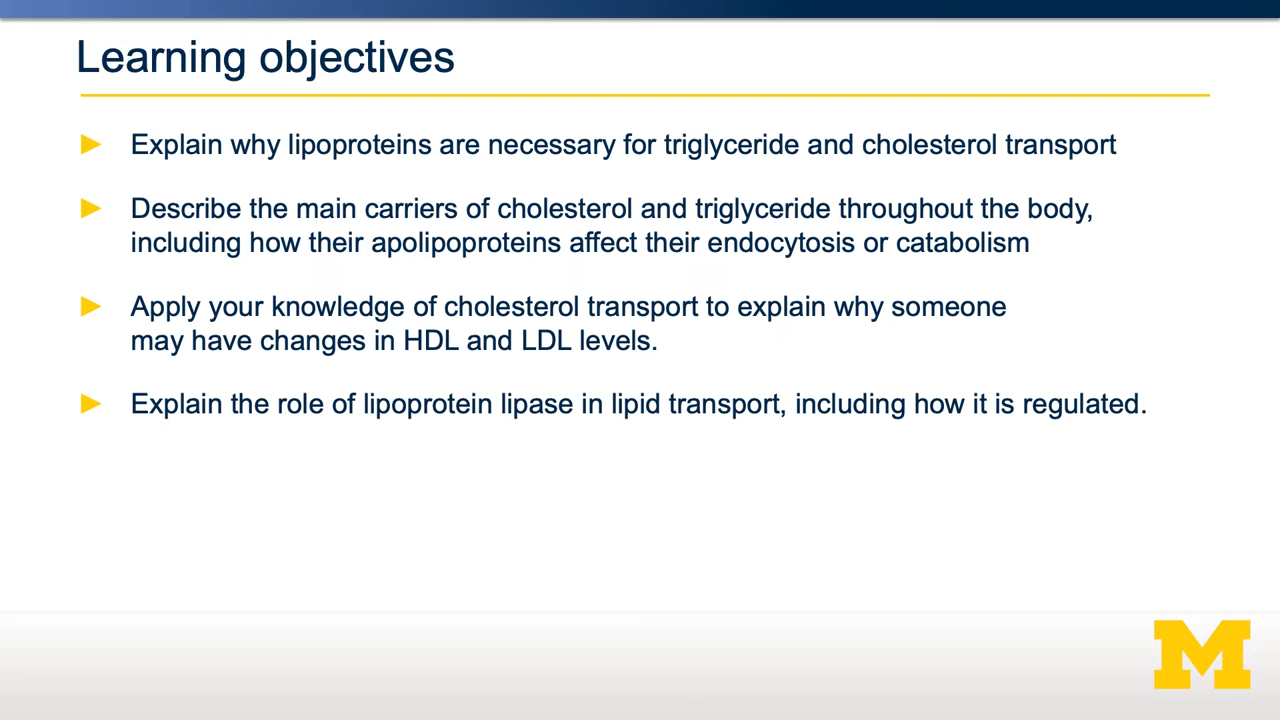 Learning objectives
Explain why lipoproteins are necessary for triglyceride and cholesterol transport
Describe the main carriers of cholesterol and triglyceride throughout the body,
including how their apolipoproteins affect their endocytosis or catabolism
Apply your knowledge of cholesterol transport to explain why someone
may have changes in HDL and LDL levels.
Explain the role of lipoprotein lipase in lipid transport, including how it is regulated.
M